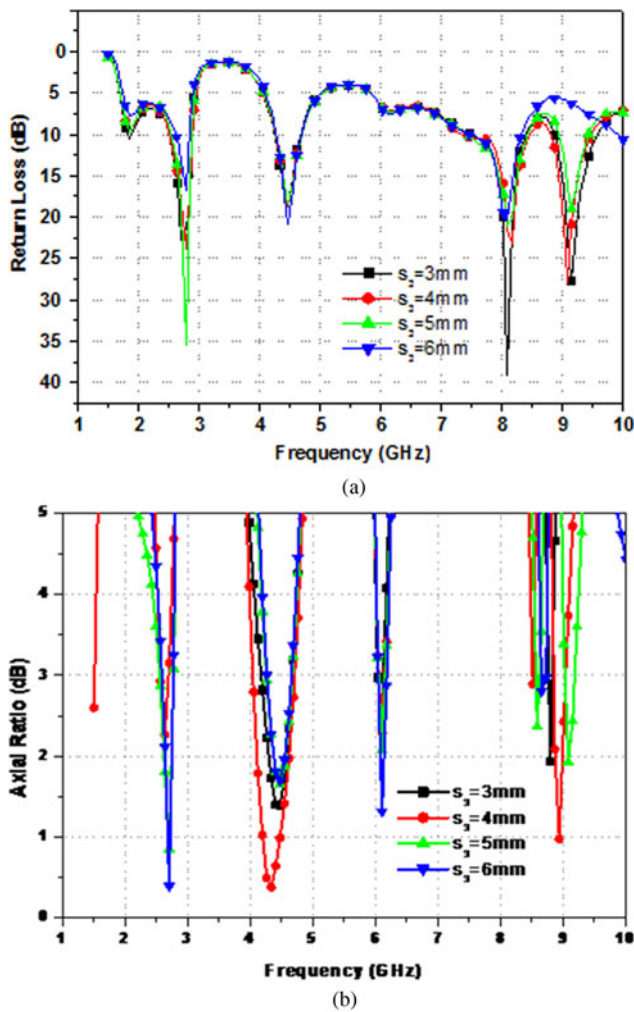 0
5
10
15
20
25
30
35
40
Return Loss (dB)
s₂=3mm
s₂=4mm
s₂=5mm
s₂=6mm
1 2 3 4 5 6 7 8 9 10
Frequency (GHz)
(a)
5
4
3
2
1
0
Axial Ratio (dB)
s₃=3mm
s₃=4mm
s₃=5mm
s₃=6mm
1 2 3 4 5 6 7 8 9 10
Frequency (GHz)
(b)